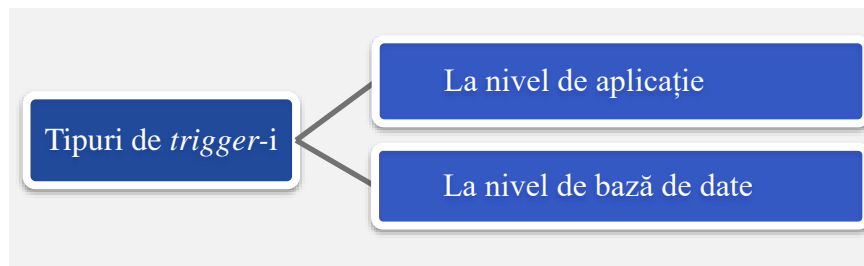 Tipuri de trigger-i
La nivel de aplicație
La nivel de bază de date